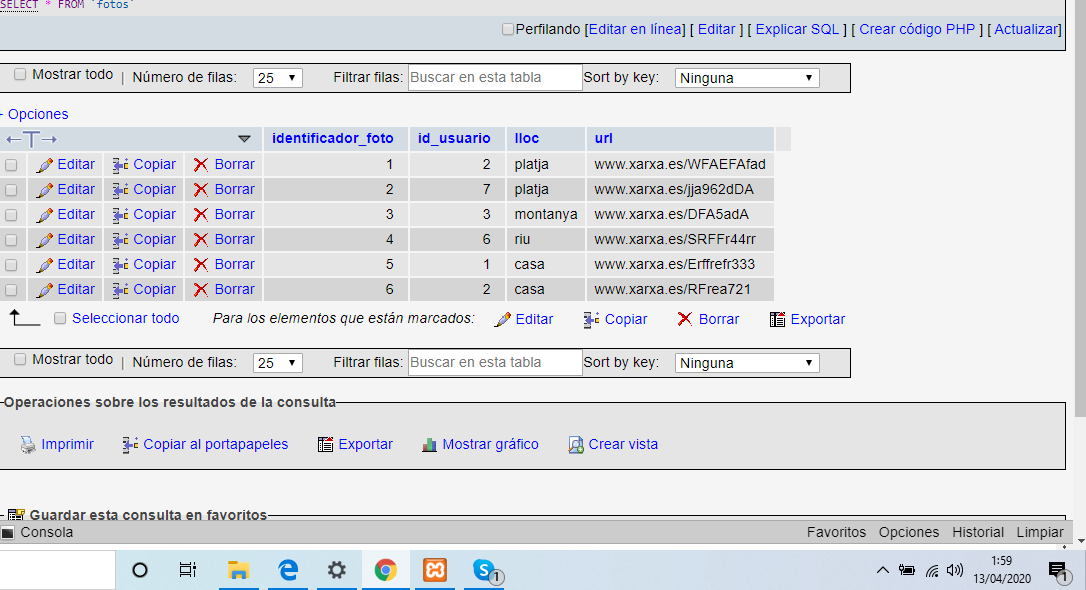 SELECT * FROM `fotos`
Perfilando [Editar en línea] [ Editar ] [ Explicar SQL ] [ Crear código PHP ] [ Actualizar]
Mostrar todo | Número de filas: 25 Filtrar filas: Buscar en esta tabla Sort by key: Ninguna
+ Opciones
←T→ identificador_foto id_usuario lloc url
Editar Copiar Borrar 1 2 platja www.xarxa.es/WFAEFAfad
Editar Copiar Borrar 2 7 platja www.xarxa.es/jja962dDA
Editar Copiar Borrar 3 3 montanya www.xarxa.es/DFA5adA
Editar Copiar Borrar 4 6 riu www.xarxa.es/SRFFr44rr
Editar Copiar Borrar 5 1 casa www.xarxa.es/Erffrefr333
Editar Copiar Borrar 6 2 casa www.xarxa.es/RFrea721
Seleccionar todo Para los elementos que están marcados: Editar Copiar Borrar Exportar
Mostrar todo | Número de filas: 25 Filtrar filas: Buscar en esta tabla Sort by key: Ninguna
Operaciones sobre los resultados de la consulta
Imprimir Copiar al portapapeles Exportar Mostrar gráfico Crear vista
Guardar esta consulta en favoritos
Consola Favoritos Opciones Historial Limpiar
1:59
13/04/2020
1
1